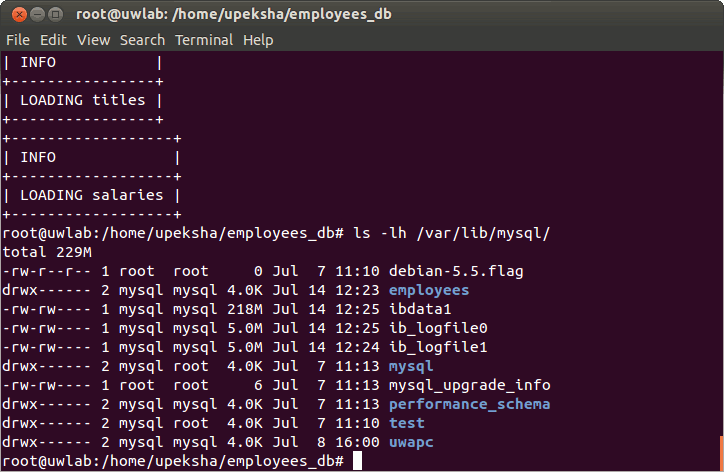 root@uwlab: /home/upeksha/employees_db
File Edit View Search Terminal Help
| INFO           |
+----------------+
| LOADING titles |
+----------------+
+------------------+
| INFO             |
+------------------+
| LOADING salaries |
+------------------+
root@uwlab:/home/upeksha/employees_db# ls -lh /var/lib/mysql/
total 229M
-rw-r--r-- 1 root  root     0 Jul  7 11:10 debian-5.5.flag
drwx------ 2 mysql mysql 4.0K Jul 14 12:23 employees
-rw-rw---- 1 mysql mysql 218M Jul 14 12:25 ibdata1
-rw-rw---- 1 mysql mysql 5.0M Jul 14 12:25 ib_logfile0
-rw-rw---- 1 mysql mysql 5.0M Jul 14 12:24 ib_logfile1
drwx------ 2 mysql root  4.0K Jul  7 11:13 mysql
-rw-rw---- 1 root  root     6 Jul  7 11:13 mysql_upgrade_info
drwx------ 2 mysql mysql 4.0K Jul  7 11:13 performance_schema
drwx------ 2 mysql root  4.0K Jul  7 11:10 test
drwx------ 2 mysql mysql 4.0K Jul  8 16:00 uwapc
root@uwlab:/home/upeksha/employees_db#